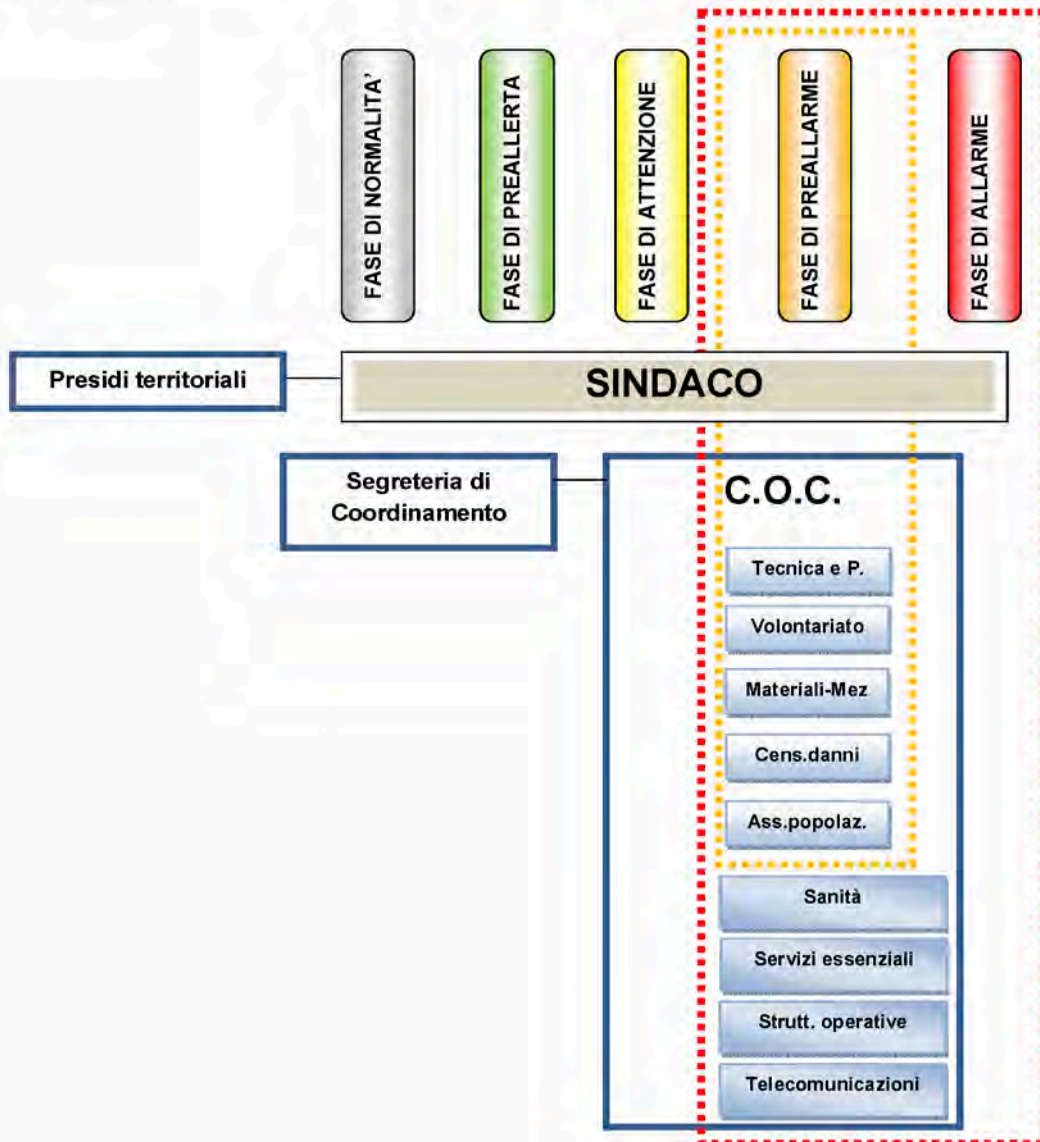 FASE DI NORMALITA'
FASE DI PREALLERTA
FASE DI ATTENZIONE
FASE DI PREALLARME
FASE DI ALLARME
Presidi territoriali
SINDACO
Segreteria di
Coordinamento
C.O.C.
Tecnica e P.
Volontariato
Materiali-Mez
Cens.danni
Ass.popolaz.
Sanità
Servizi essenziali
Strutt. operative
Telecomunicazioni